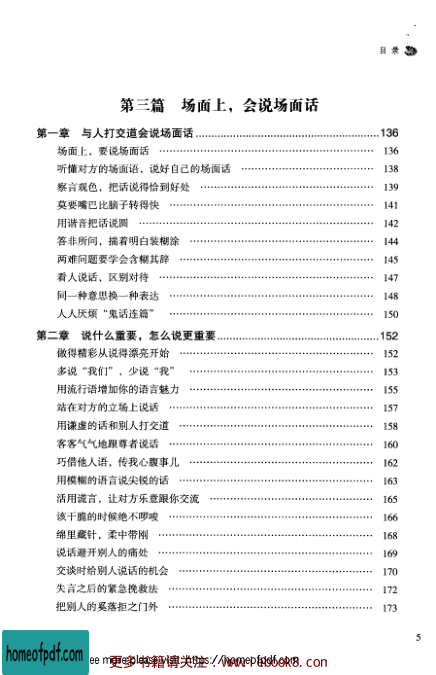 目 录
第三篇 场面上，会说场面话
第一章 与人打交道会说场面话 136
场面上，要说场面话 136
听懂对方的场面语，说好自己的场面话 138
察言观色，把话说得恰到好处 139
莫要嘴巴比脑子转得快 141
用谐音把话说圆 142
答非所问，揣着明白装糊涂 144
两难问题要学会含糊其辞 145
看人说话，区别对待 147
同一种意思换一种表达 148
人人厌烦“鬼话连篇” 150
第二章 说什么重要，怎么说更重要 152
做得精彩从说得漂亮开始 152
多说“我们”，少说“我” 153
用流行语增加你的语言魅力 155
站在对方的立场上说话 157
用谦虚的话和别人打交道 158
客客气气地跟尊者说话 160
巧借他人语，传我心腹事儿 162
用模糊的语言说尖锐的话 163
活用谎言，让对方乐意跟你交流 165
该干脆的时候绝不啰唆 166
绵里藏针，柔中带刚 168
说话避开别人的痛处 169
交谈时给别人说话的机会 170
失言之后的紧急挽救法 172
把别人的奚落拒之门外 173
5
homeofpdf.com
更多书籍请关注：